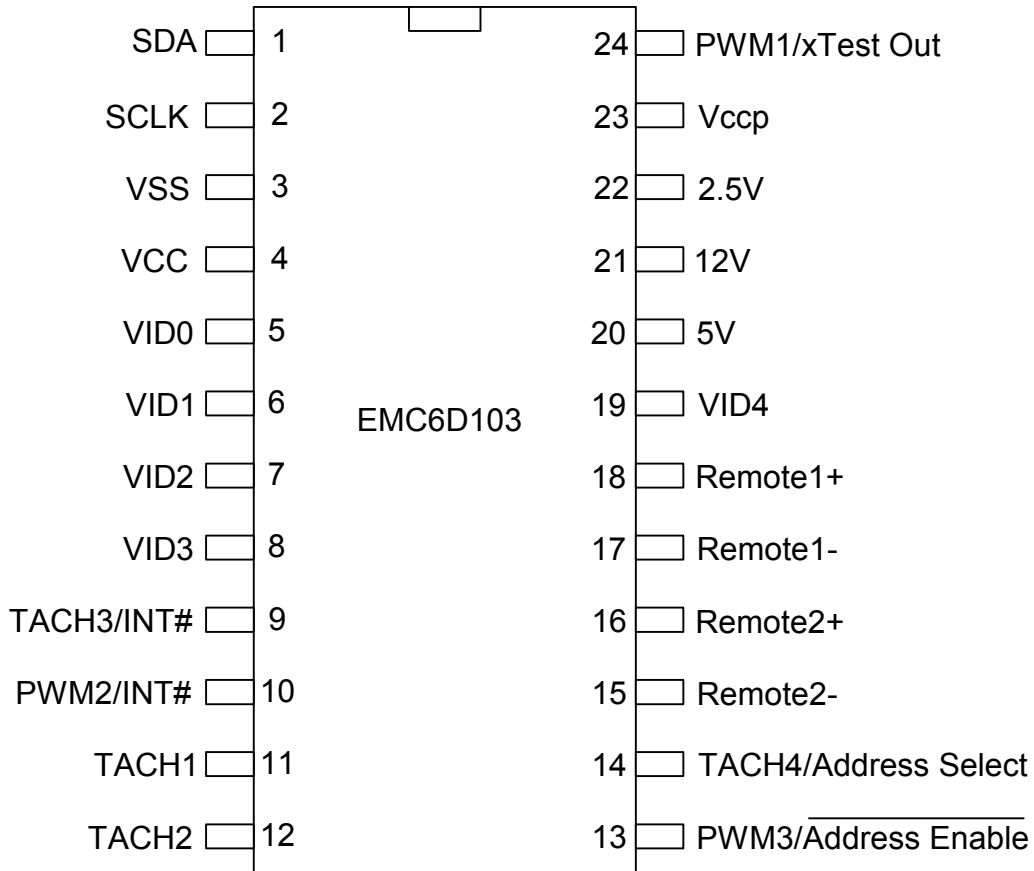 SDA 1
SCLK 2
VSS 3
VCC 4
VID0 5
VID1 6
VID2 7
VID3 8
TACH3/INT# 9
PWM2/INT# 10
TACH1 11
TACH2 12
EMC6D103
24 PWM1/xTest Out
23 Vccp
22 2.5V
21 12V
20 5V
19 VID4
18 Remote1+
17 Remote1-
16 Remote2+
15 Remote2-
14 TACH4/Address Select
13 PWM3/Address Enable